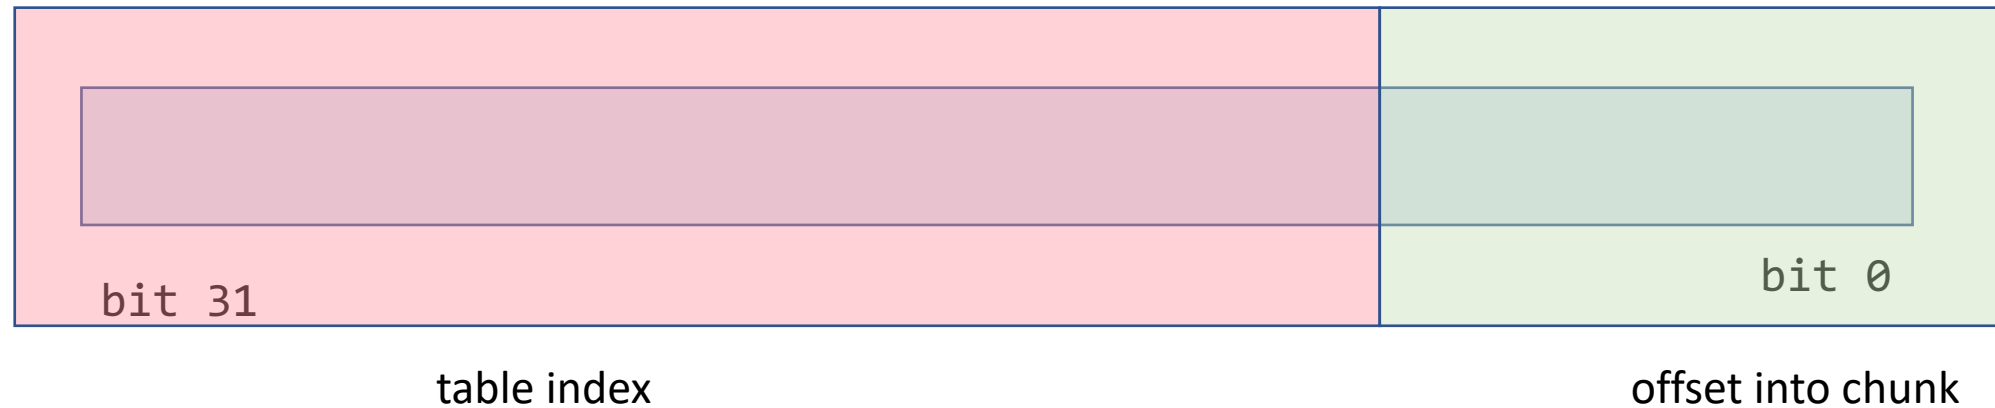 bit 31
bit 0
table index
offset into chunk